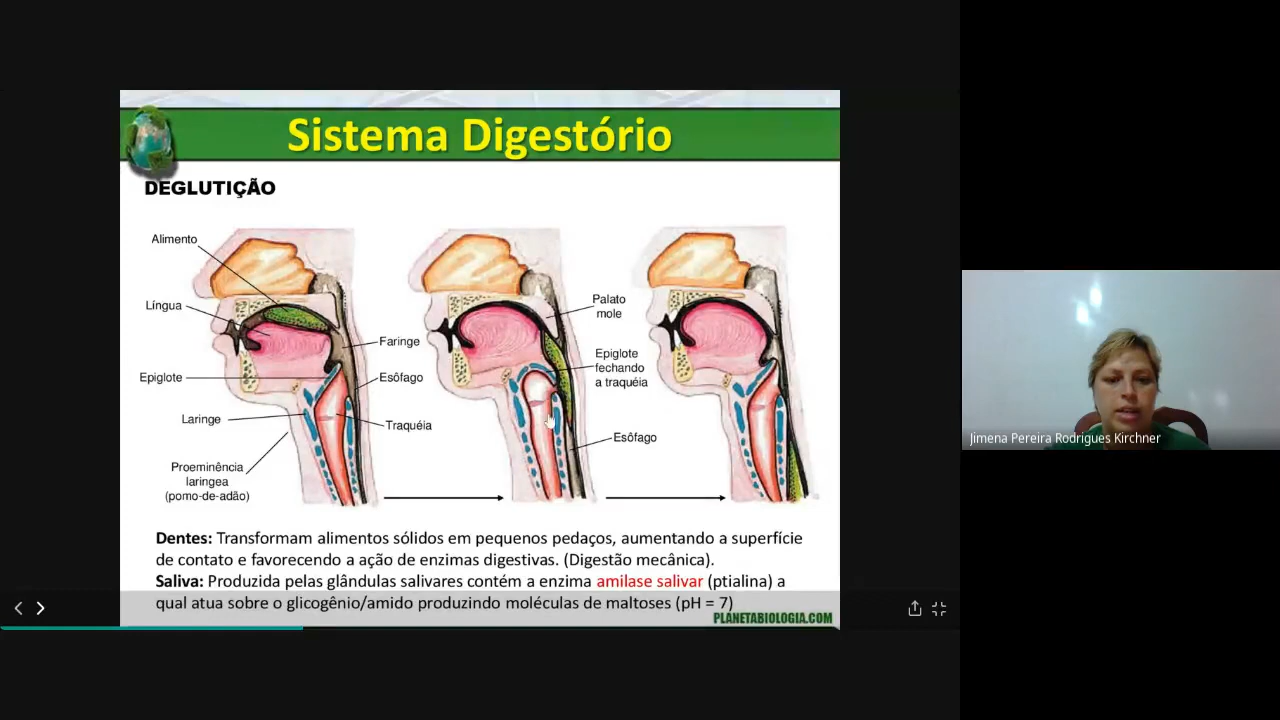 Sistema Digestório
DEGLUTIÇÃO
Alimento
Língua
Epiglote
Laringe
Proeminência
laringea
(pomo-de-adão)
Faringe
Esôfago
Traquéia
Palato
mole
Epiglote
fechando
a traquéia
Esôfago
Dentes: Transformam alimentos sólidos em pequenos pedaços, aumentando a superfície
de contato e favorecendo a ação de enzimas digestivas. (Digestão mecânica).
Saliva: Produzida pelas glândulas salivares contém a enzima amilase salivar (ptialina) a
qual atua sobre o glicogênio/amido produzindo moléculas de maltoses (pH = 7)
PLANETABIOLOGIA.COM
Jimena Pereira Rodrigues Kirchner